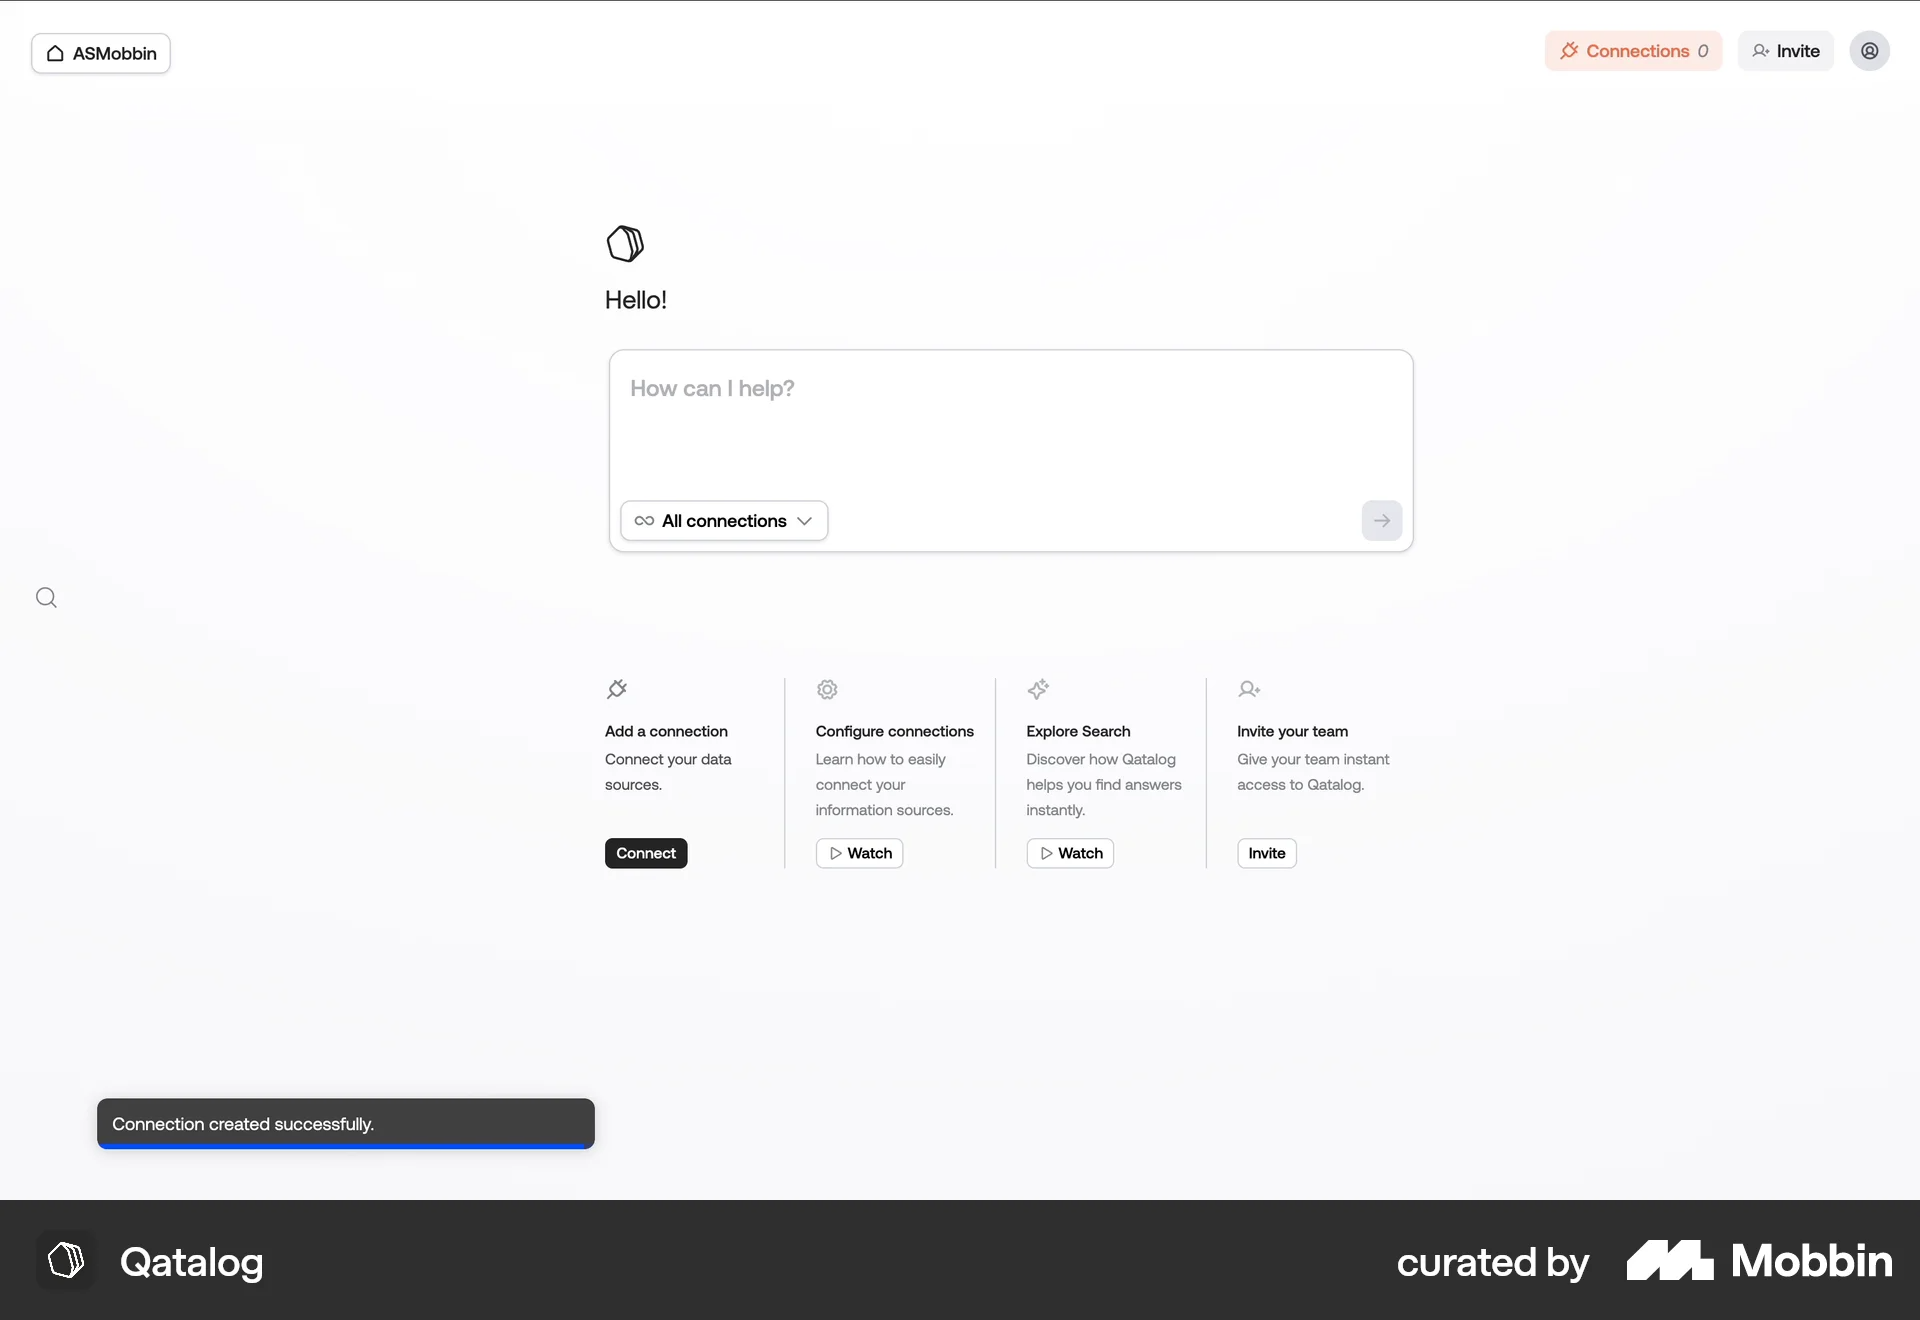 ASMobbin
Connections 0
Invite
Hello!
How can I help?
All connections
Add a connection
Connect your data
sources.
Connect
Configure connections
Learn how to easily
connect your
information sources.
Watch
Explore Search
Discover how Qatalog
helps you find answers
instantly.
Watch
Invite your team
Give your team instant
access to Qatalog.
Invite
Connection created successfully.
Qatalog
curated by
Mobbin